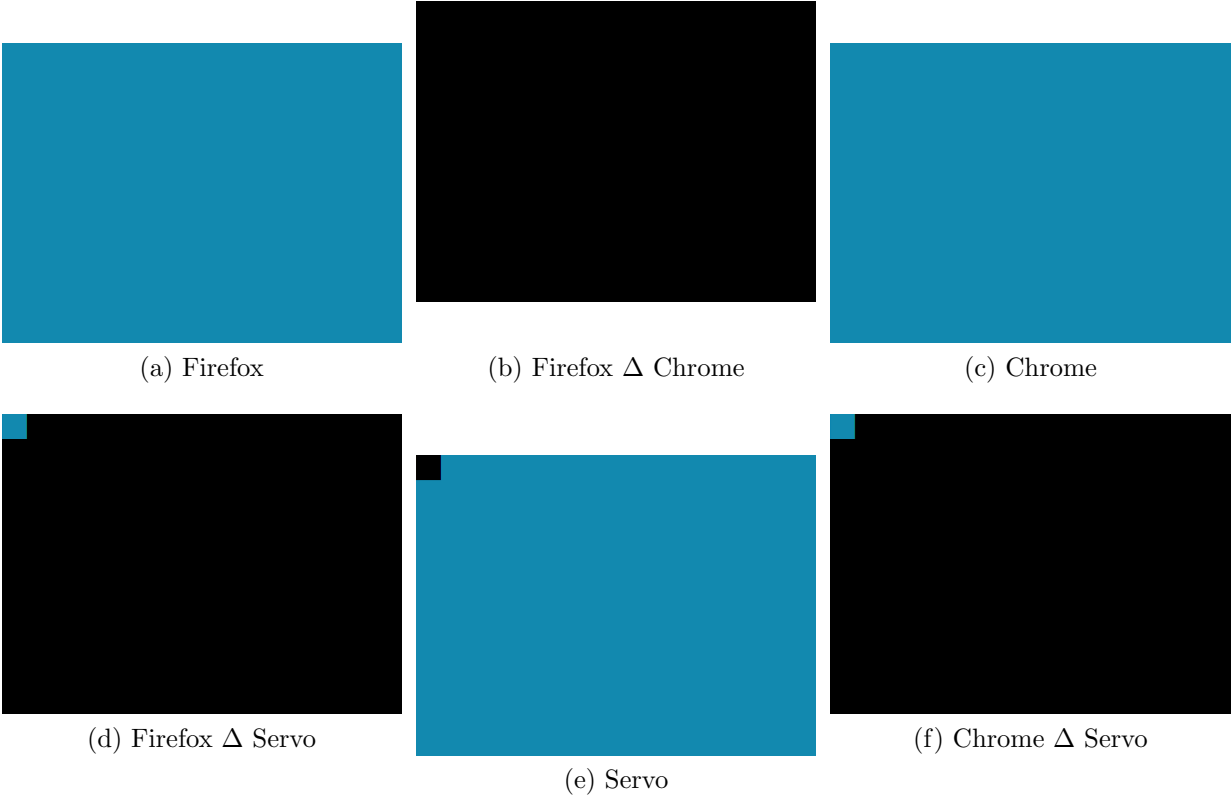 (a) Firefox
(b) Firefox Δ Chrome
(c) Chrome
(d) Firefox Δ Servo
(e) Servo
(f) Chrome Δ Servo